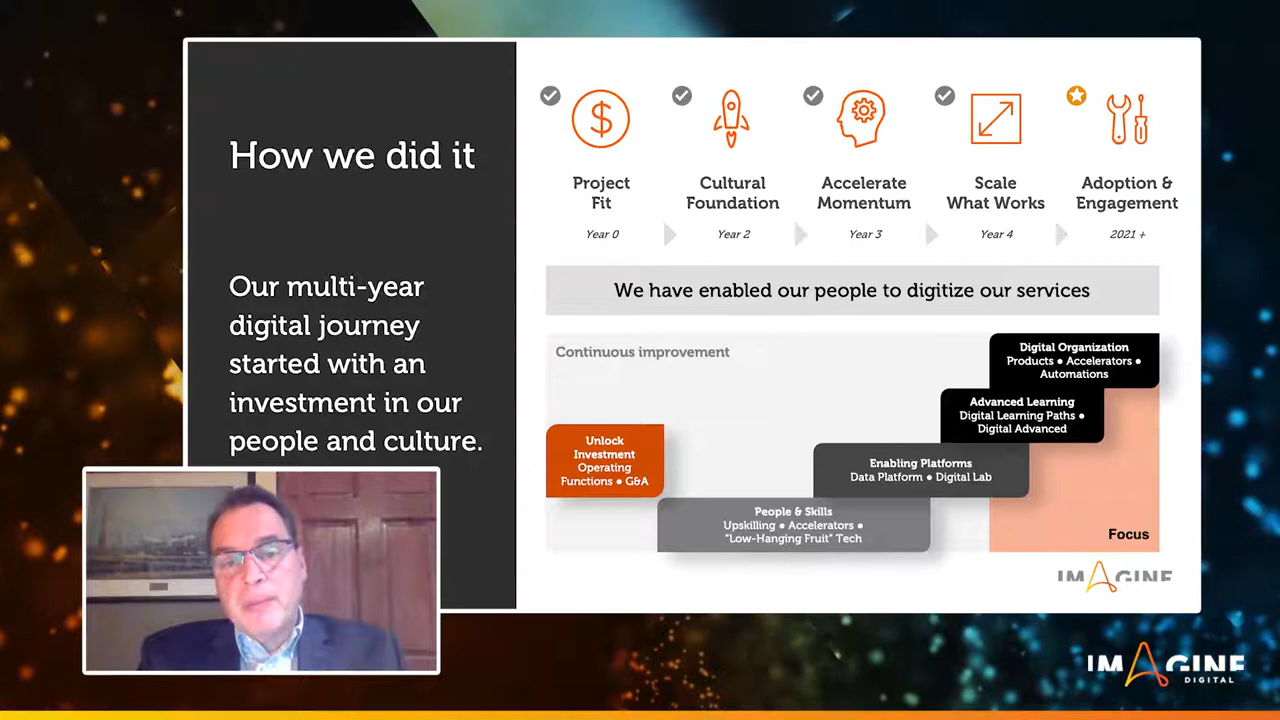 How we did it
Our multi-year
digital journey
started with an
investment in our
people and culture.
Project
Fit
Year 0
Cultural
Foundation
Year 2
Accelerate
Momentum
Year 3
Scale
What Works
Year 4
Adoption &
Engagement
2021 +
We have enabled our people to digitize our services
Continuous improvement
Digital Organization
Products ● Accelerators ●
Automations
Advanced Learning
Digital Learning Paths ●
Digital Advanced
Unlock
Investment
Operating
Functions ● G&A
Enabling Platforms
Data Platform ● Digital Lab
People & Skills
Upskilling ● Accelerators ●
"Low-Hanging Fruit" Tech
Focus
IMAGINE
IMAGINE
DIGITAL